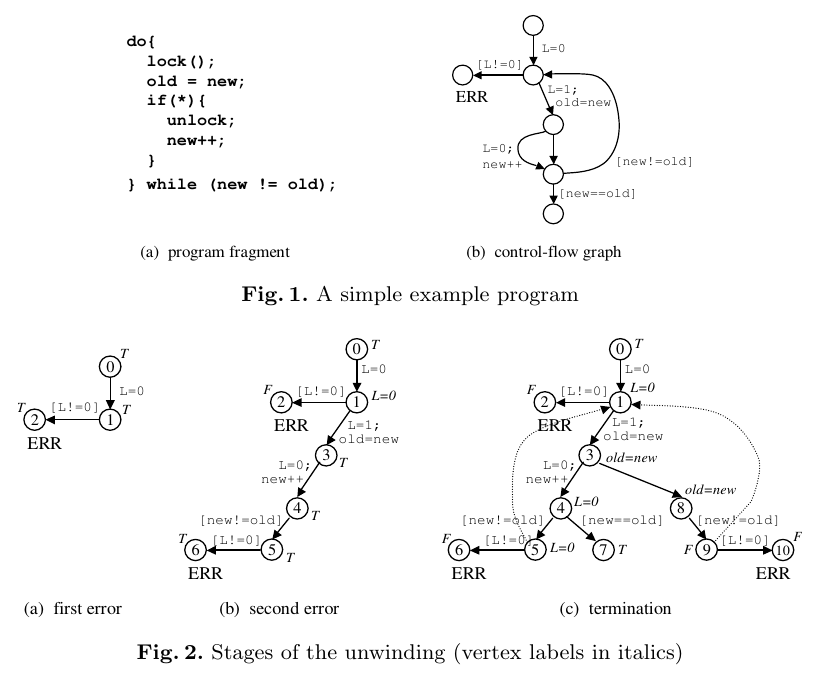 do{
lock();
old = new;
if(*){
unlock;
new++;
}
} while (new != old);
(a) program fragment
L=0
[L!=0]
ERR
L=1;
old=new
L=0;
new++
[new!=old]
[new==old]
(b) control-flow graph
Fig. 1. A simple example program
0 T
L=0
T 2 [L!=0] 1 T
ERR
(a) first error
0 T
L=0
F 2 [L!=0] 1 L=0
ERR
L=1;
old=new
3 T
L=0;
new++
4 T
[new!=old]
T 6 [L!=0] 5 T
ERR
(b) second error
0 T
L=0
F 2 [L!=0] 1 L=0
ERR
L=1;
old=new
3 old=new
L=0;
new++
4 L=0
old=new
8
[new!=old] [new==old] [new!=old]
F 6 [L!=0] 5 L=0 7 T F 9 [L!=0] 10 F
ERR ERR
(c) termination
Fig. 2. Stages of the unwinding (vertex labels in italics)